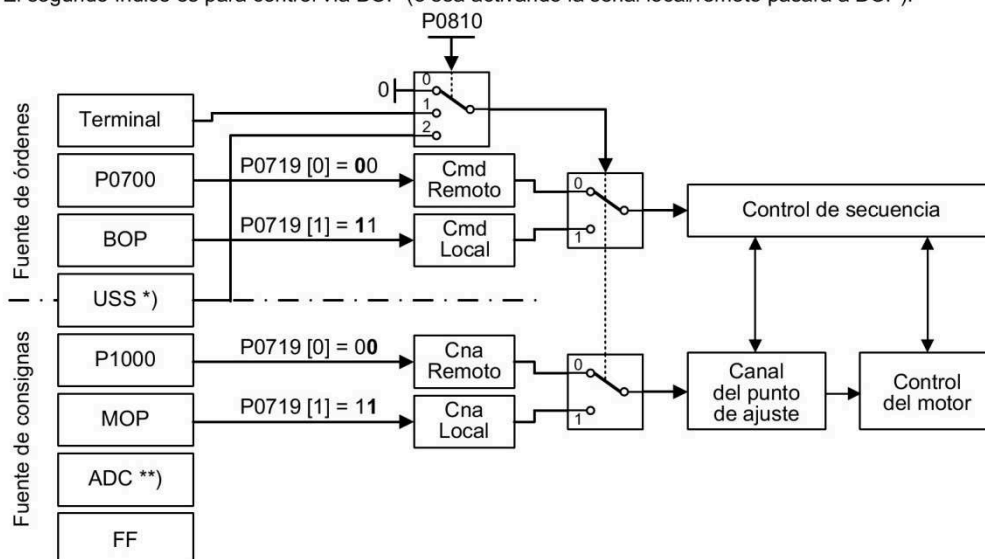 El segundo índice es para control vía BOP (o sea activando la señal local/remoto pasará a BOP).
P0810
0
0
1
2
Fuente de órdenes
Terminal
P0700
P0719 [0] = 00
Cmd
Remoto
0
BOP
P0719 [1] = 11
Cmd
Local
1
Control de secuencia
USS *)
Fuente de consignas
P1000
P0719 [0] = 00
Cna
Remoto
0
MOP
P0719 [1] = 11
Cna
Local
1
Canal
del punto
de ajuste
Control
del motor
ADC **)
FF